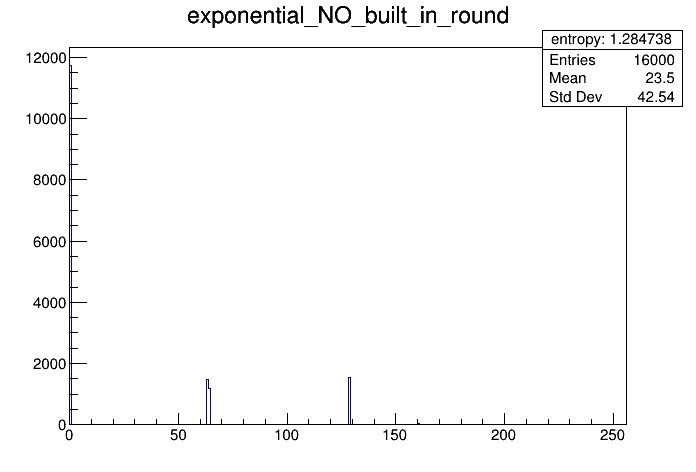 exponential_NO_built_in_round
entropy: 1.284738
Entries 16000
Mean 23.5
Std Dev 42.54
12000
10000
8000
6000
4000
2000
0
0 50 100 150 200 250